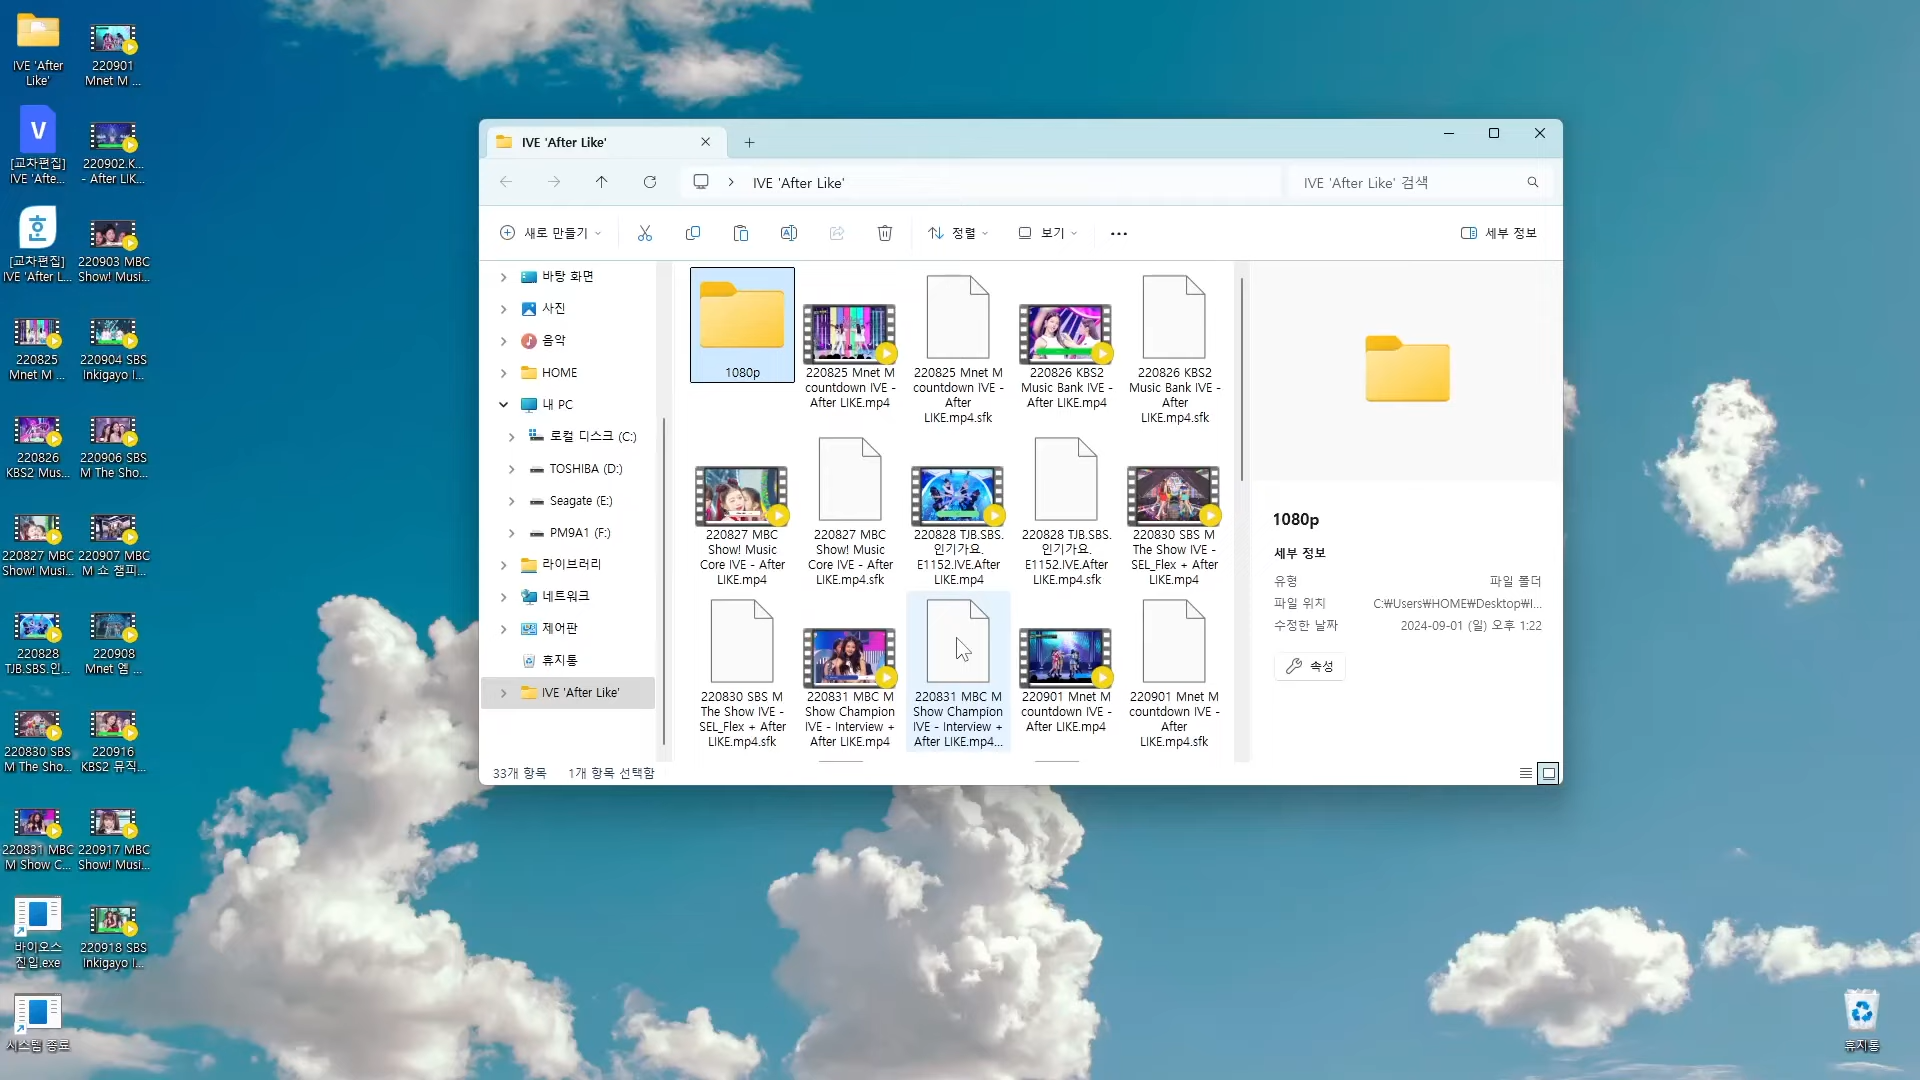 IVE 'After
Like'
220901
Mnet M ...
V
[교차편집]
IVE 'Afte...
220902.K...
- After LIK...
호
[교차편집]
IVE 'After L...
220903 MBC
Show! Musi...
220825
Mnet M ...
220904 SBS
Inkigayo I...
220826
KBS2 Mus...
220906 SBS
M The Sho...
220827 MBC
Show! Musi...
220907 MBC
M 쇼 챔피...
220828
TJB.SBS.인...
220908
Mnet 엠 ...
220830 SBS
M The Sho...
220916
KBS2 뮤직...
220831 MBC
M Show C...
220917 MBC
Show! Musi...
바이오스
진입.exe
220918 SBS
Inkigayo I...
시스템 종료
IVE 'After Like'
IVE 'After Like'
IVE 'After Like' 검색
새로 만들기
정렬
보기
세부 정보
바탕 화면
사진
음악
HOME
내 PC
로컬 디스크 (C:)
TOSHIBA (D:)
Seagate (E:)
PM9A1 (F:)
라이브러리
네트워크
제어판
휴지통
IVE 'After Like'
1080p
220825 Mnet M
countdown IVE -
After LIKE.mp4
220825 Mnet M
countdown IVE -
After
LIKE.mp4.sfk
220826 KBS2
Music Bank IVE -
After LIKE.mp4
220826 KBS2
Music Bank IVE -
After
LIKE.mp4.sfk
220827 MBC
Show! Music
Core IVE - After
LIKE.mp4
220827 MBC
Show! Music
Core IVE - After
LIKE.mp4.sfk
220828 TJB.SBS.
인기가요.
E1152.IVE.After
LIKE.mp4
220828 TJB.SBS.
인기가요.
E1152.IVE.After
LIKE.mp4.sfk
220830 SBS M
The Show IVE -
SEL_Flex + After
LIKE.mp4
220830 SBS M
The Show IVE -
SEL_Flex + After
LIKE.mp4.sfk
220831 MBC M
Show Champion
IVE - Interview +
After LIKE.mp4
220831 MBC M
Show Champion
IVE - Interview +
After LIKE.mp4...
220901 Mnet M
countdown IVE -
After LIKE.mp4
220901 Mnet M
countdown IVE -
After
LIKE.mp4.sfk
1080p
세부 정보
유형 파일 폴더
파일 위치 C:₩Users₩HOME₩Desktop₩I...
수정한 날짜 2024-09-01 (일) 오후 1:22
속성
33개 항목 1개 항목 선택함
휴지통